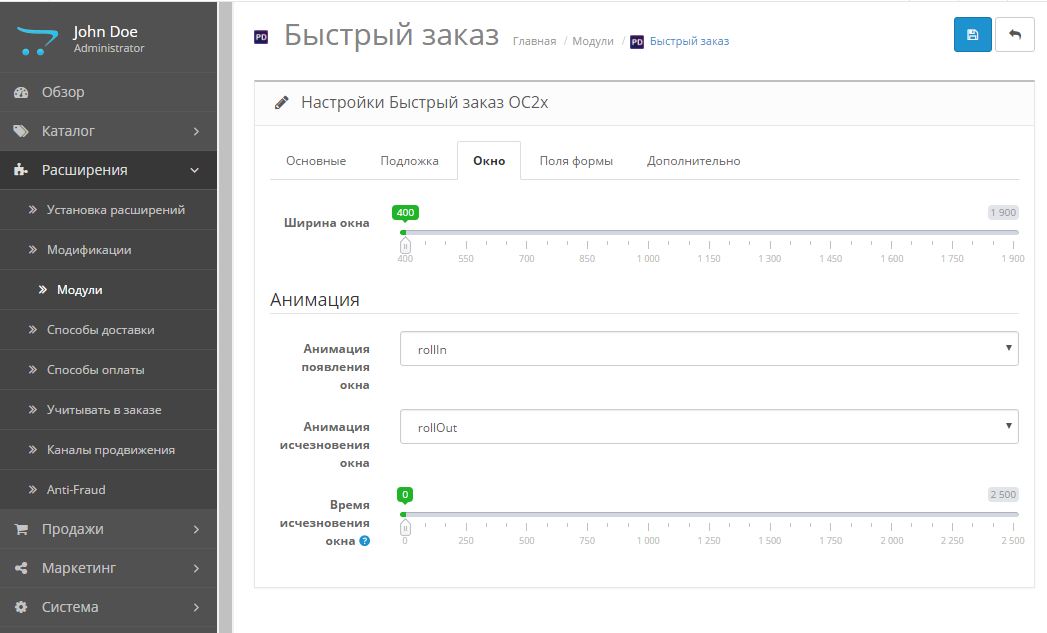 John Doe
Administrator
Обзор
Каталог
Расширения
Установка расширений
Модификации
Модули
Способы доставки
Способы оплаты
Учитывать в заказе
Каналы продвижения
Anti-Fraud
Продажи
Маркетинг
Система
PD Быстрый заказ Главная / Модули / PD Быстрый заказ
Настройки Быстрый заказ OC2x
Основные Подложка Окно Поля формы Дополнительно
Ширина окна
400 1 900
400 550 700 850 1 000 1 150 1 300 1 450 1 600 1 750 1 900
Анимация
Анимация
появления
окна
rollIn
Анимация
исчезновения
окна
rollOut
Время
исчезновения
окна ?
0 2 500
0 250 500 750 1 000 1 250 1 500 1 750 2 000 2 250 2 500